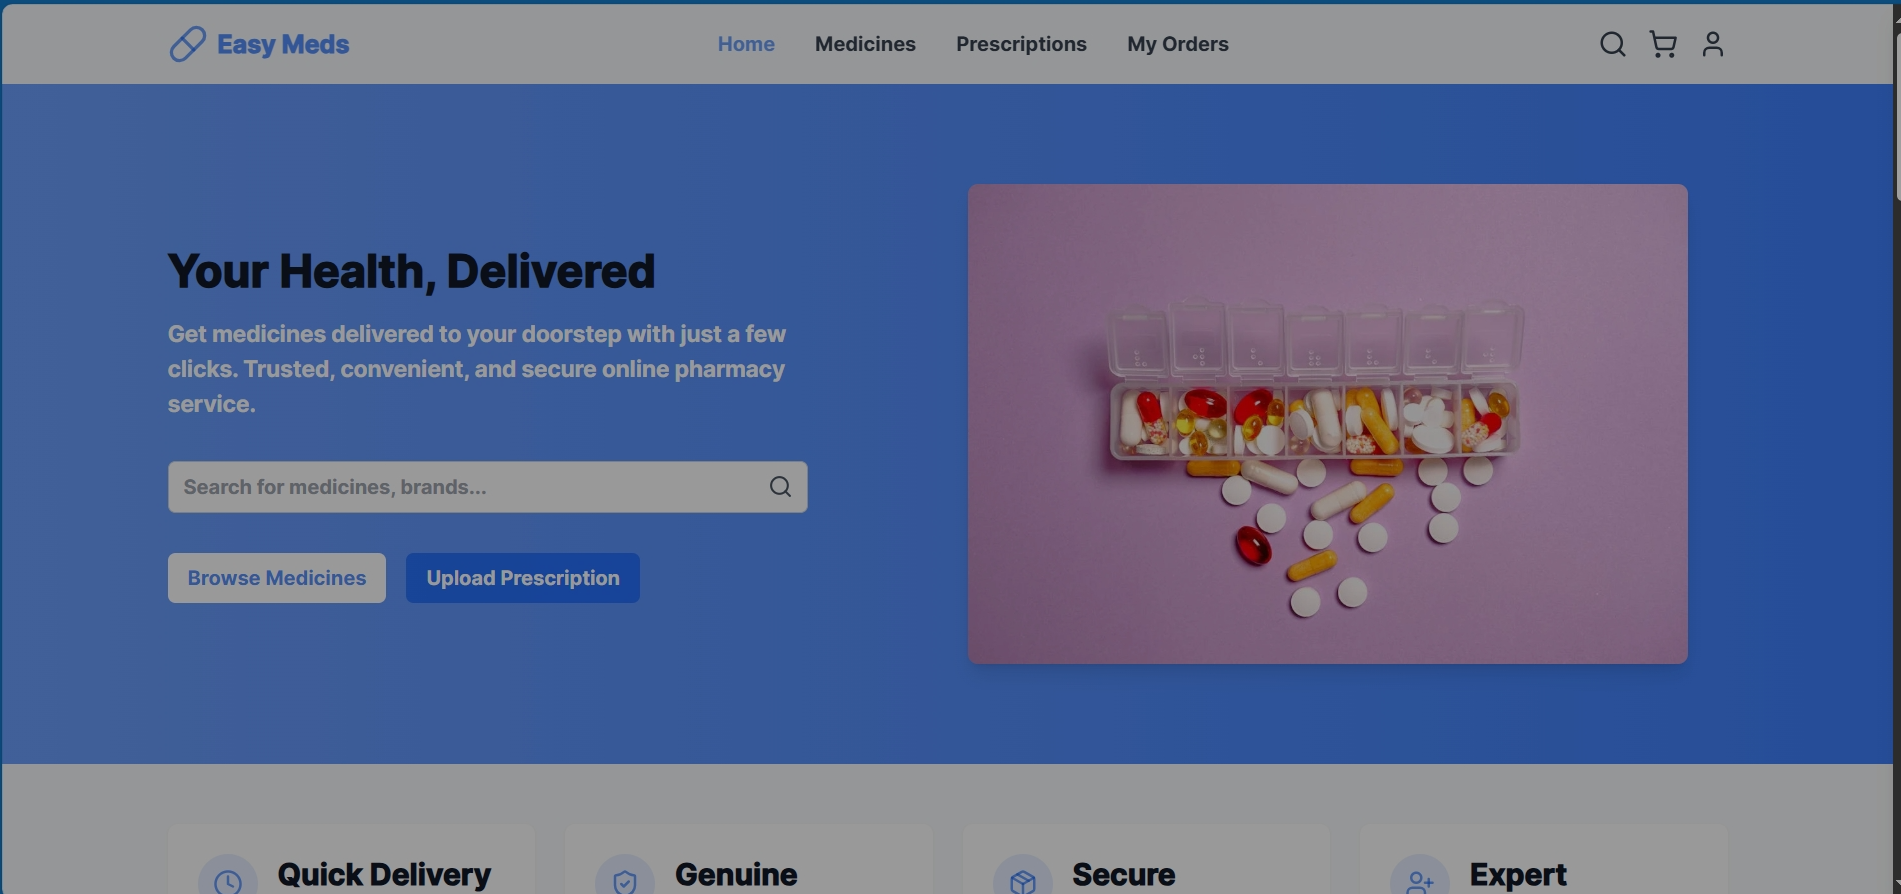 Easy Meds
Home
Medicines
Prescriptions
My Orders
Your Health, Delivered
Get medicines delivered to your doorstep with just a few
clicks. Trusted, convenient, and secure online pharmacy
service.
Search for medicines, brands...
Browse Medicines
Upload Prescription
Quick Delivery
Genuine
Secure
Expert